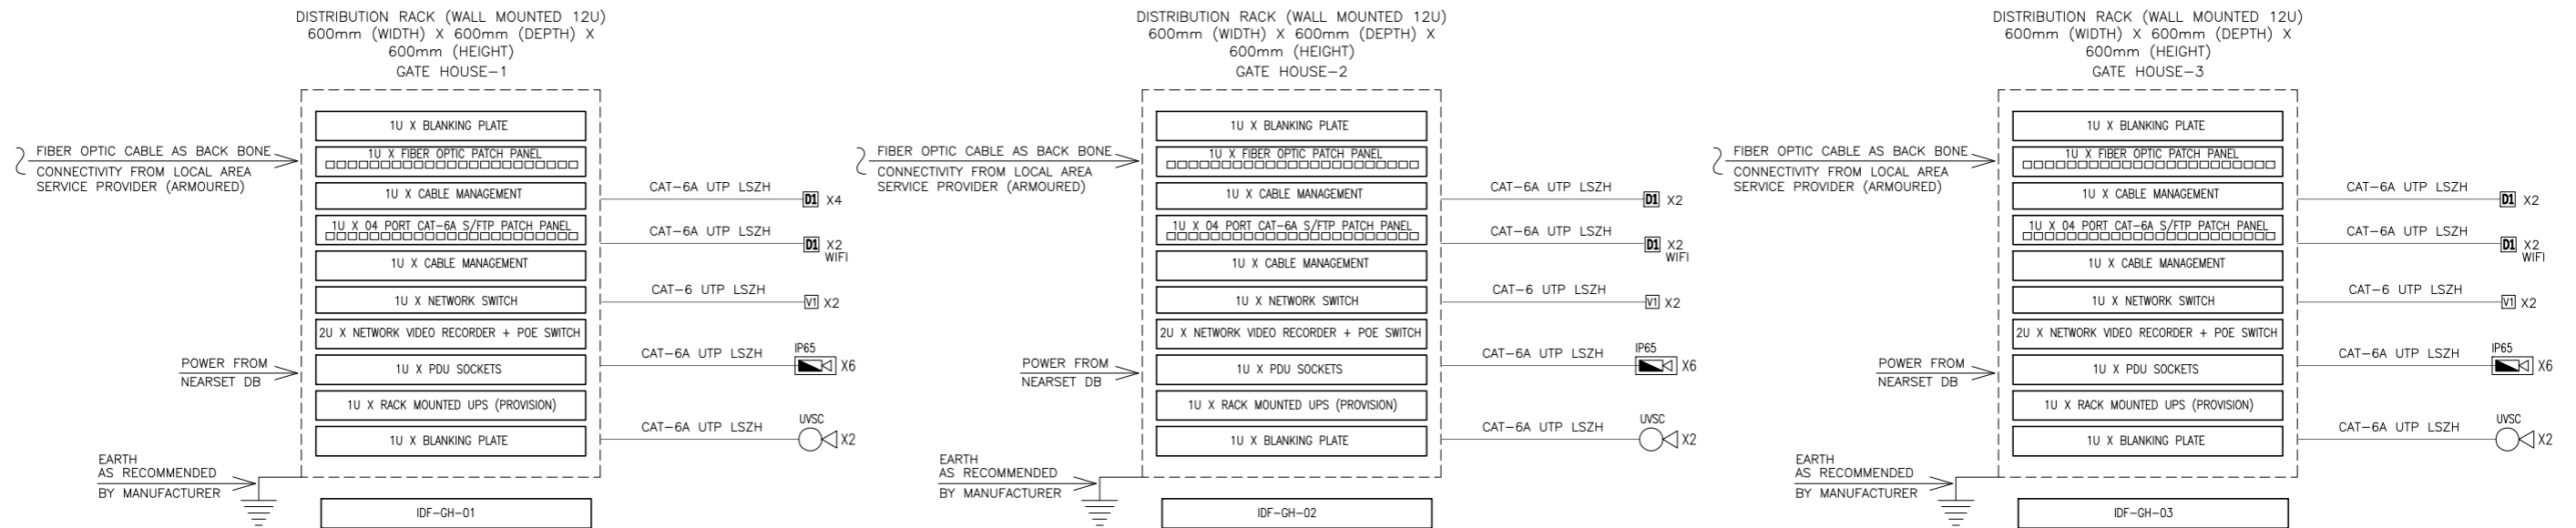 DISTRIBUTION RACK (WALL MOUNTED 12U)
600mm (WIDTH) X 600mm (DEPTH) X
600mm (HEIGHT)
GATE HOUSE-1
1U X BLANKING PLATE
FIBER OPTIC CABLE AS BACK BONE
CONNECTIVITY FROM LOCAL AREA
SERVICE PROVIDER (ARMOURED)
1U X FIBER OPTIC PATCH PANEL
1U X CABLE MANAGEMENT
CAT-6A UTP LSZH
D1 X4
1U X 04 PORT CAT-6A S/FTP PATCH PANEL
CAT-6A UTP LSZH
D1 X2
WIFI
1U X CABLE MANAGEMENT
1U X NETWORK SWITCH
CAT-6 UTP LSZH
V1 X2
2U X NETWORK VIDEO RECORDER + POE SWITCH
POWER FROM
NEARSET DB
1U X PDU SOCKETS
CAT-6A UTP LSZH
IP65
X6
1U X RACK MOUNTED UPS (PROVISION)
1U X BLANKING PLATE
CAT-6A UTP LSZH
UVSC
X2
EARTH
AS RECOMMENDED
BY MANUFACTURER
IDF-GH-01
DISTRIBUTION RACK (WALL MOUNTED 12U)
600mm (WIDTH) X 600mm (DEPTH) X
600mm (HEIGHT)
GATE HOUSE-2
1U X BLANKING PLATE
FIBER OPTIC CABLE AS BACK BONE
CONNECTIVITY FROM LOCAL AREA
SERVICE PROVIDER (ARMOURED)
1U X FIBER OPTIC PATCH PANEL
1U X CABLE MANAGEMENT
CAT-6A UTP LSZH
D1 X2
1U X 04 PORT CAT-6A S/FTP PATCH PANEL
CAT-6A UTP LSZH
D1 X2
WIFI
1U X CABLE MANAGEMENT
1U X NETWORK SWITCH
CAT-6 UTP LSZH
V1 X2
2U X NETWORK VIDEO RECORDER + POE SWITCH
POWER FROM
NEARSET DB
1U X PDU SOCKETS
CAT-6A UTP LSZH
IP65
X6
1U X RACK MOUNTED UPS (PROVISION)
1U X BLANKING PLATE
CAT-6A UTP LSZH
UVSC
X2
EARTH
AS RECOMMENDED
BY MANUFACTURER
IDF-GH-02
DISTRIBUTION RACK (WALL MOUNTED 12U)
600mm (WIDTH) X 600mm (DEPTH) X
600mm (HEIGHT)
GATE HOUSE-3
1U X BLANKING PLATE
FIBER OPTIC CABLE AS BACK BONE
CONNECTIVITY FROM LOCAL AREA
SERVICE PROVIDER (ARMOURED)
1U X FIBER OPTIC PATCH PANEL
1U X CABLE MANAGEMENT
CAT-6A UTP LSZH
D1 X2
1U X 04 PORT CAT-6A S/FTP PATCH PANEL
CAT-6A UTP LSZH
D1 X2
WIFI
1U X CABLE MANAGEMENT
1U X NETWORK SWITCH
CAT-6 UTP LSZH
V1 X2
2U X NETWORK VIDEO RECORDER + POE SWITCH
POWER FROM
NEARSET DB
1U X PDU SOCKETS
CAT-6A UTP LSZH
IP65
X6
1U X RACK MOUNTED UPS (PROVISION)
1U X BLANKING PLATE
CAT-6A UTP LSZH
UVSC
X2
EARTH
AS RECOMMENDED
BY MANUFACTURER
IDF-GH-03